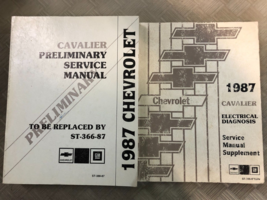 CAVALIER
PRELIMINARY
SERVICE
MANUAL
PRELIMINARY
TO BE REPLACED BY
ST-366-87
1987 CHEVROLET
Chevrolet
1987
CAVALIER
ELECTRICAL
DIAGNOSIS
Service
Manual
Supplement